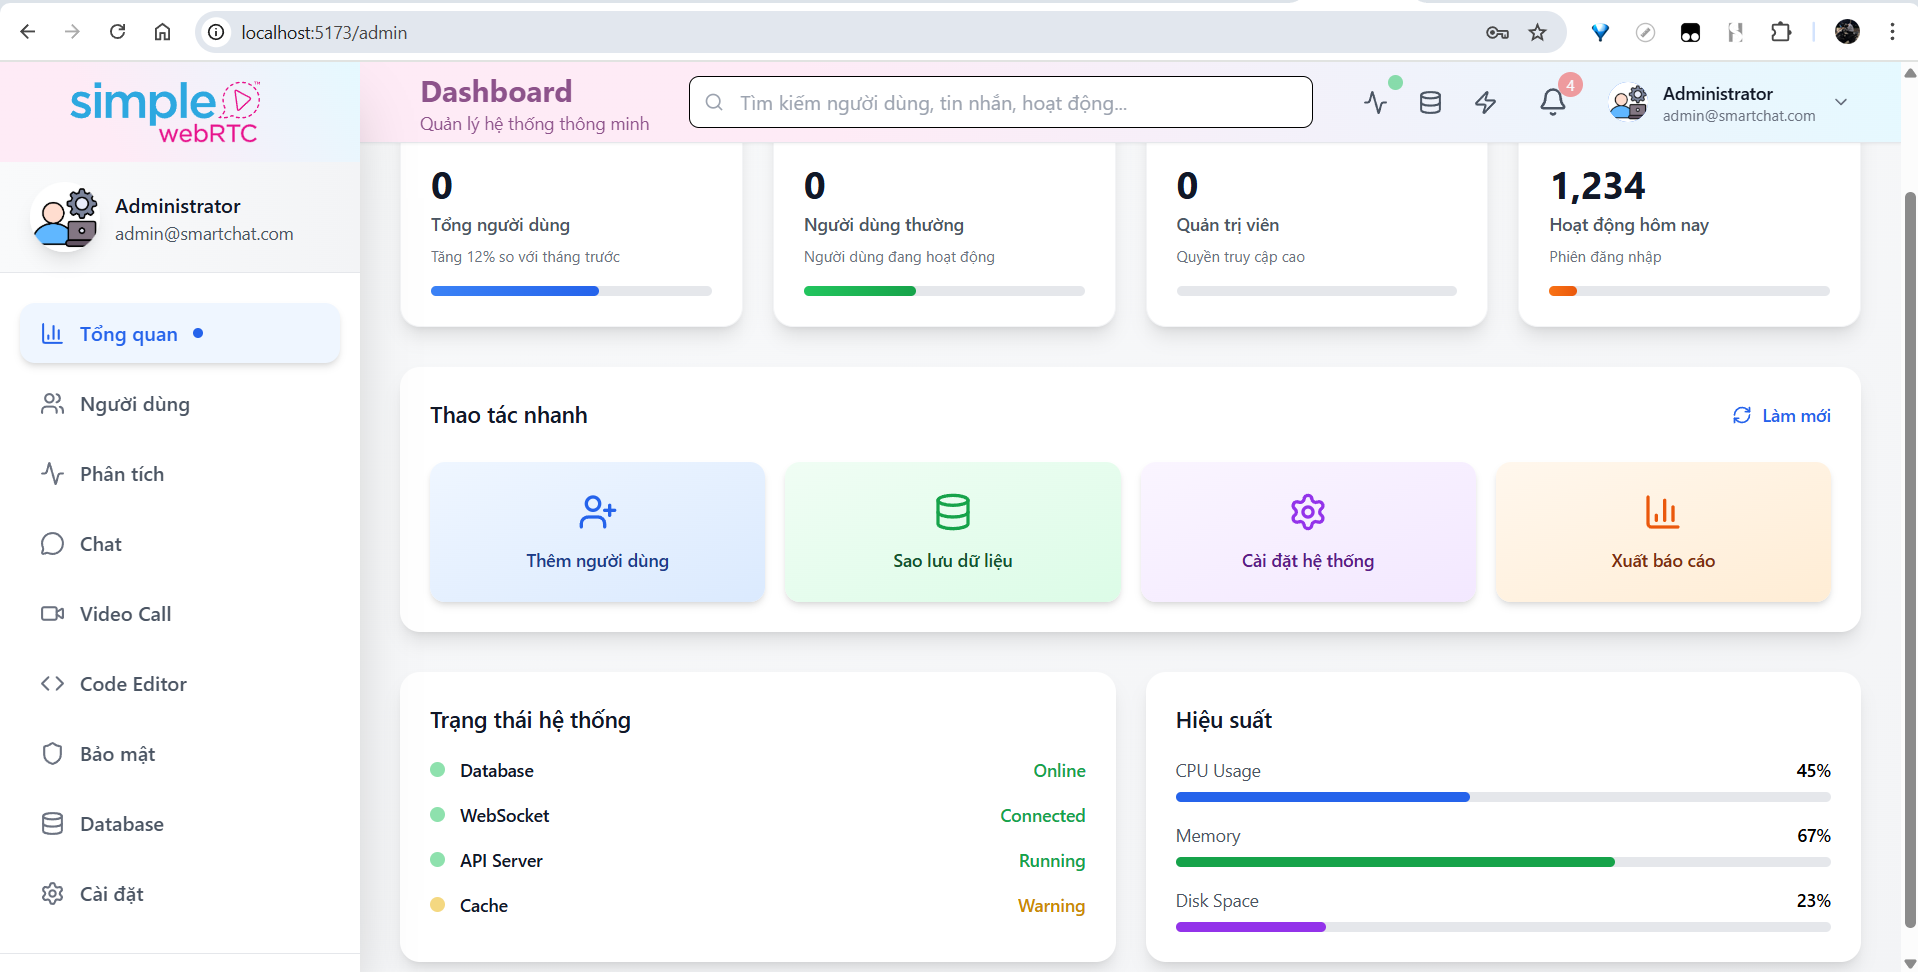 localhost:5173/admin
simple
webRTC
Dashboard
Quản lý hệ thống thông minh
Tìm kiếm người dùng, tin nhắn, hoạt động...
4
Administrator
admin@smartchat.com
Administrator
admin@smartchat.com
Tổng quan
Người dùng
Phân tích
Chat
Video Call
Code Editor
Bảo mật
Database
Cài đặt
0
Tổng người dùng
Tăng 12% so với tháng trước
0
Người dùng thường
Người dùng đang hoạt động
0
Quản trị viên
Quyền truy cập cao
1,234
Hoạt động hôm nay
Phiên đăng nhập
Thao tác nhanh
Làm mới
Thêm người dùng
Sao lưu dữ liệu
Cài đặt hệ thống
Xuất báo cáo
Trạng thái hệ thống
Database Online
WebSocket Connected
API Server Running
Cache Warning
Hiệu suất
CPU Usage 45%
Memory 67%
Disk Space 23%